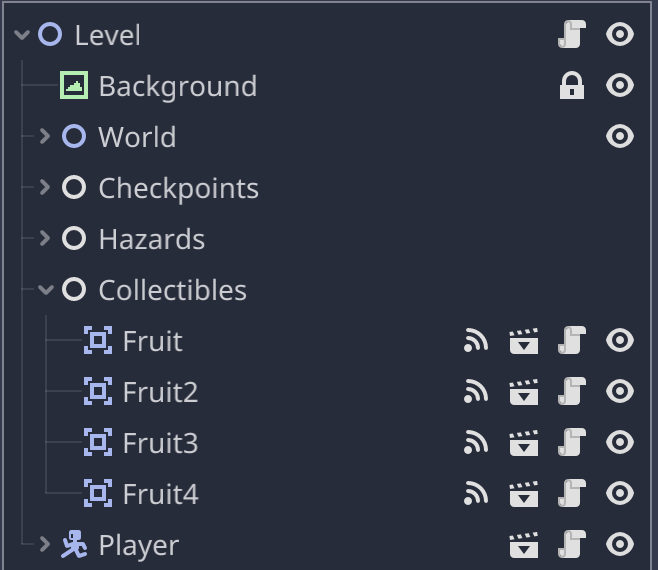 Level
Background
World
Checkpoints
Hazards
Collectibles
Fruit
Fruit2
Fruit3
Fruit4
Player